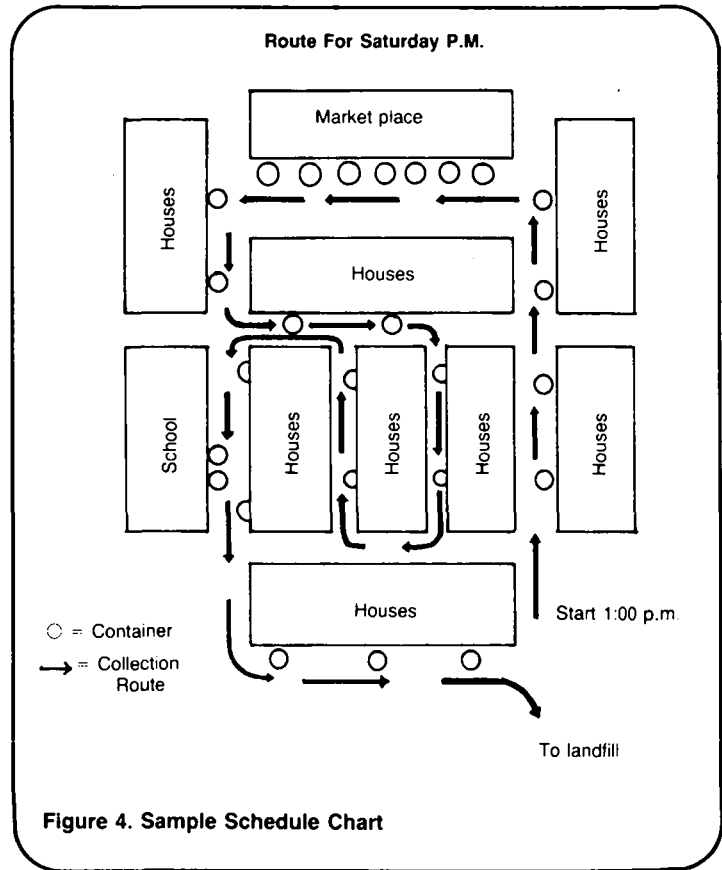 Route For Saturday P.M.
Market place
Houses
Houses
Houses
School
Houses
Houses
Houses
Houses
Houses
Start 1:00 p.m.
○ = Container
→ = Collection
Route
To landfill
Figure 4. Sample Schedule Chart